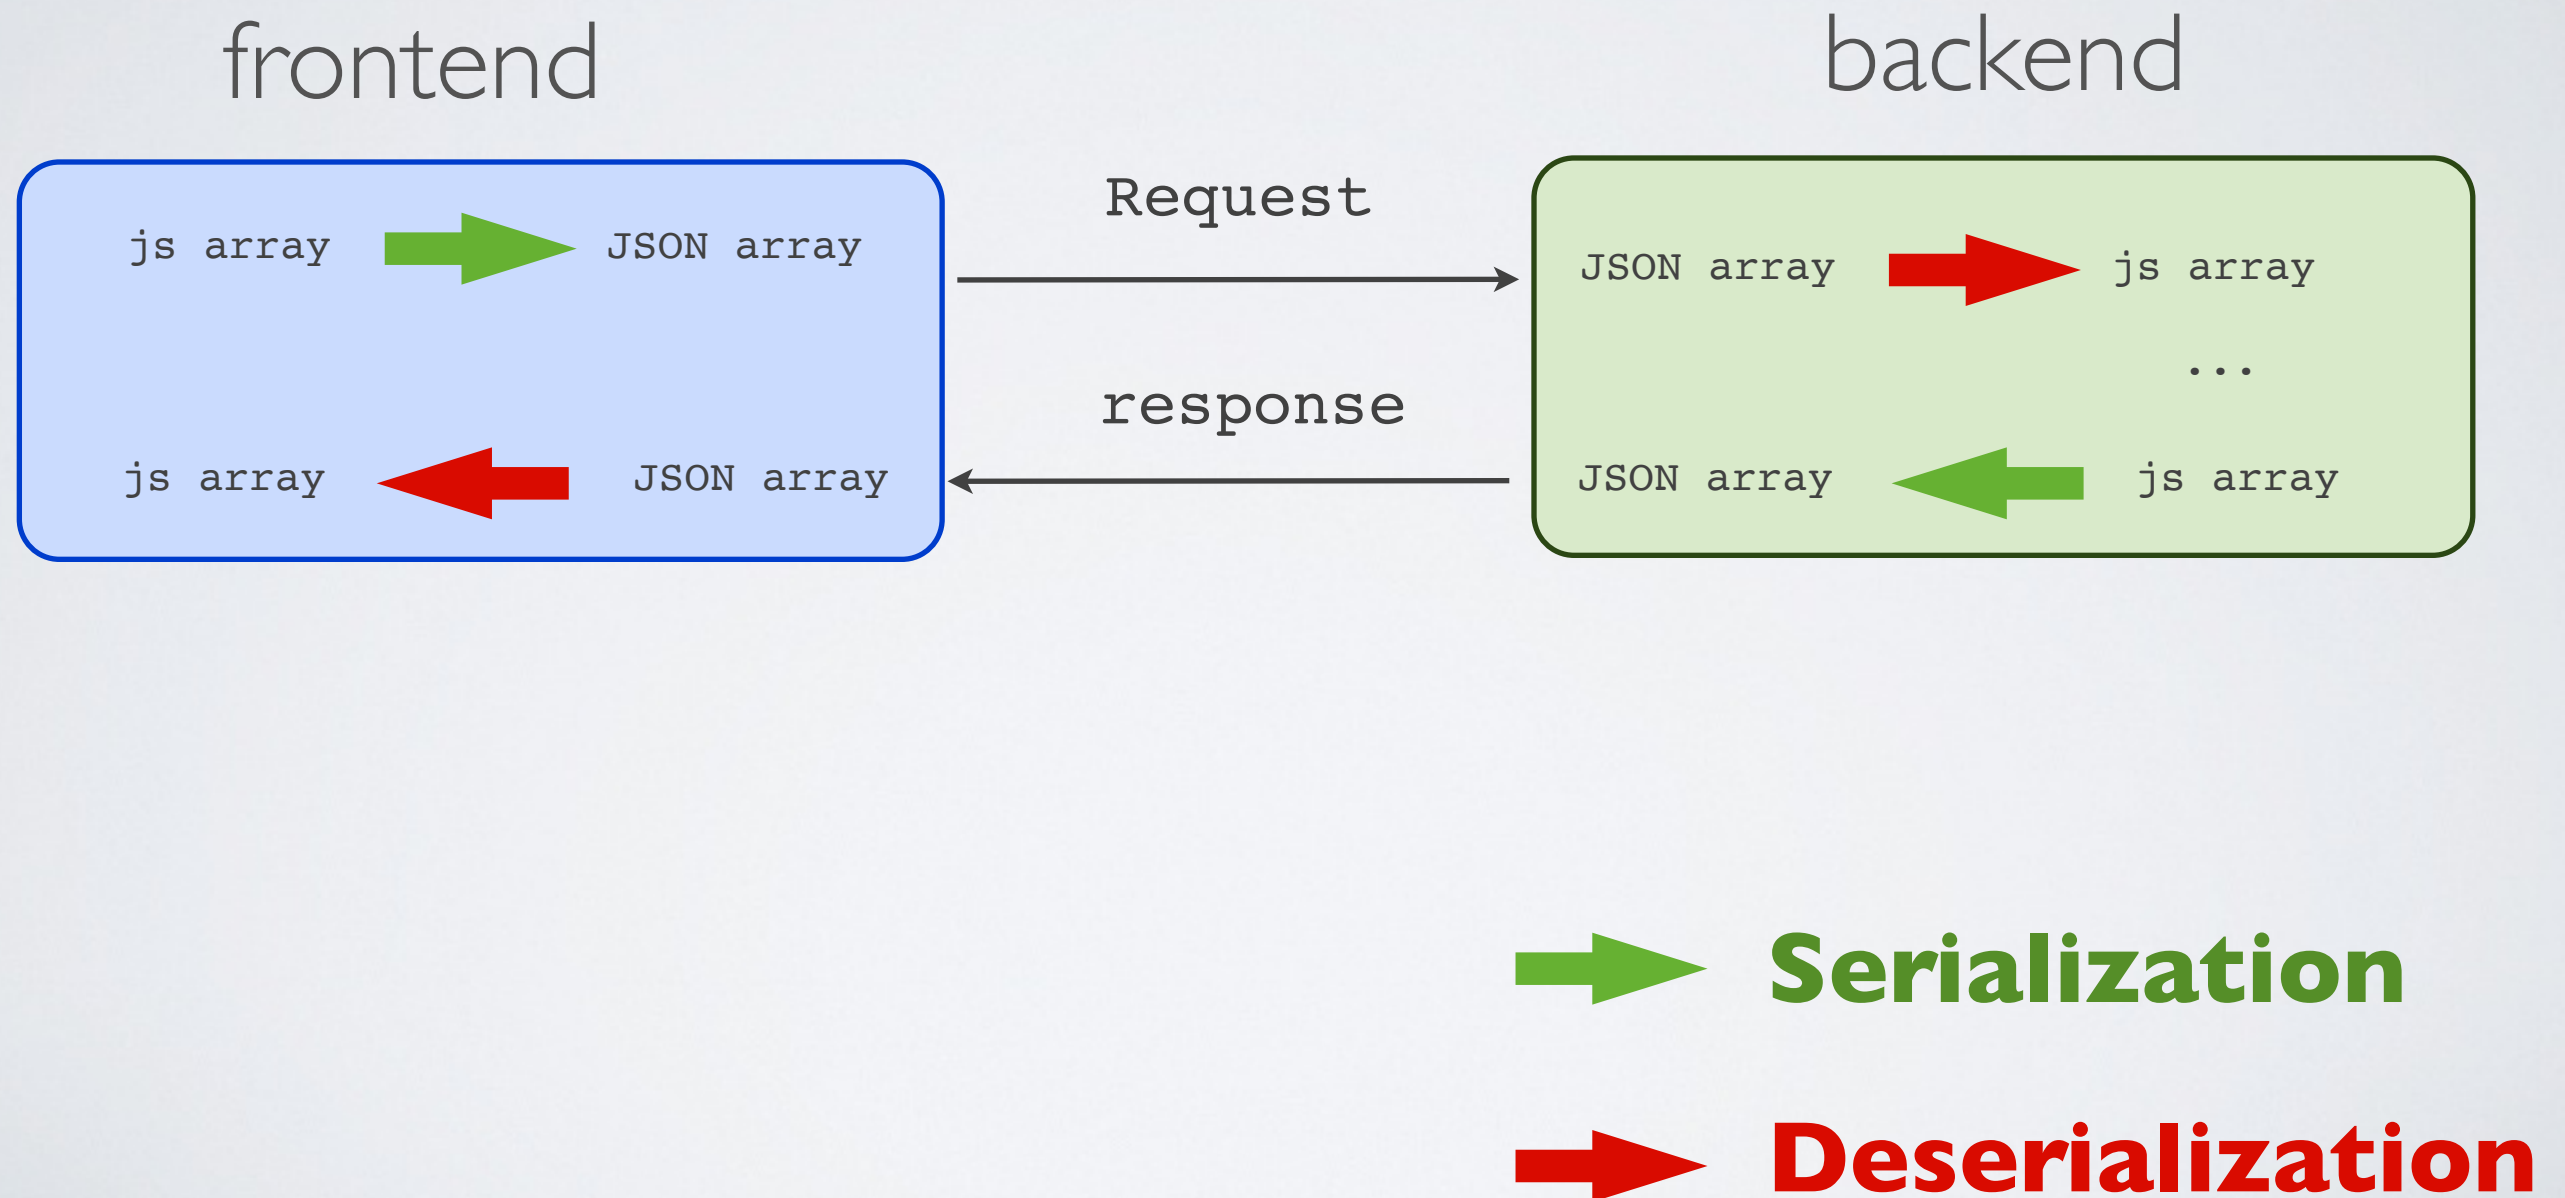 frontend
backend
js array
JSON array
Request
JSON array
js array
...
response
js array
JSON array
JSON array
js array
Serialization
Deserialization